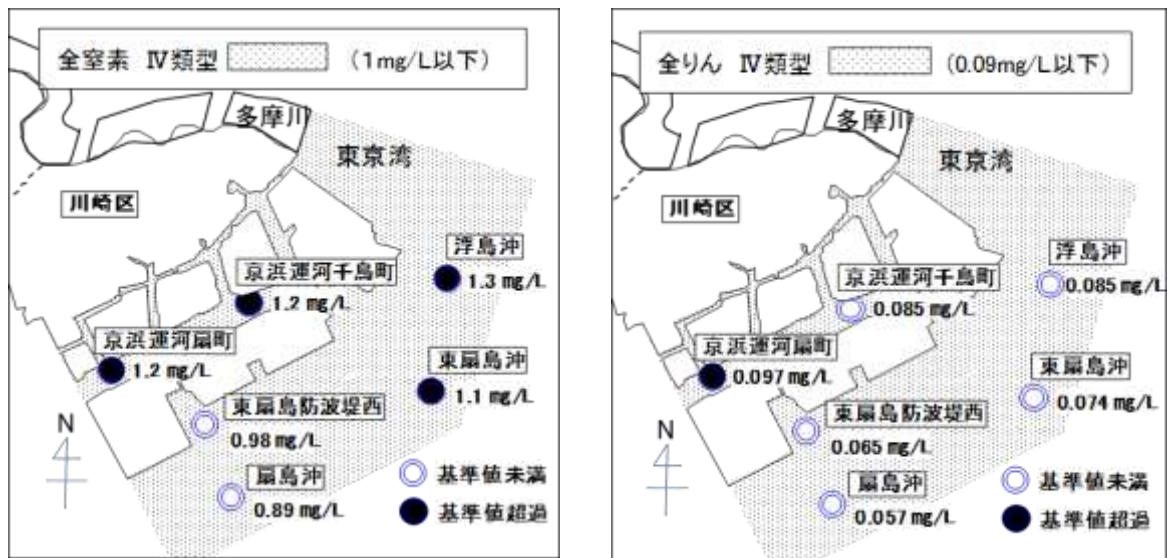 全窒素 Ⅳ類型 (1mg/L以下)
多摩川
東京湾
川崎区
浮島沖
1.3 mg/L
京浜運河千鳥町
1.2 mg/L
京浜運河扇町
1.2 mg/L
東扇島沖
1.1 mg/L
東扇島防波堤西
0.98 mg/L
N
扇島沖
0.89 mg/L
基準値未満
基準値超過
全りん Ⅳ類型 (0.09mg/L以下)
多摩川
東京湾
川崎区
浮島沖
0.085 mg/L
京浜運河千鳥町
0.085 mg/L
京浜運河扇町
0.097 mg/L
東扇島沖
0.074 mg/L
東扇島防波堤西
0.065 mg/L
N
扇島沖
0.057 mg/L
基準値未満
基準値超過